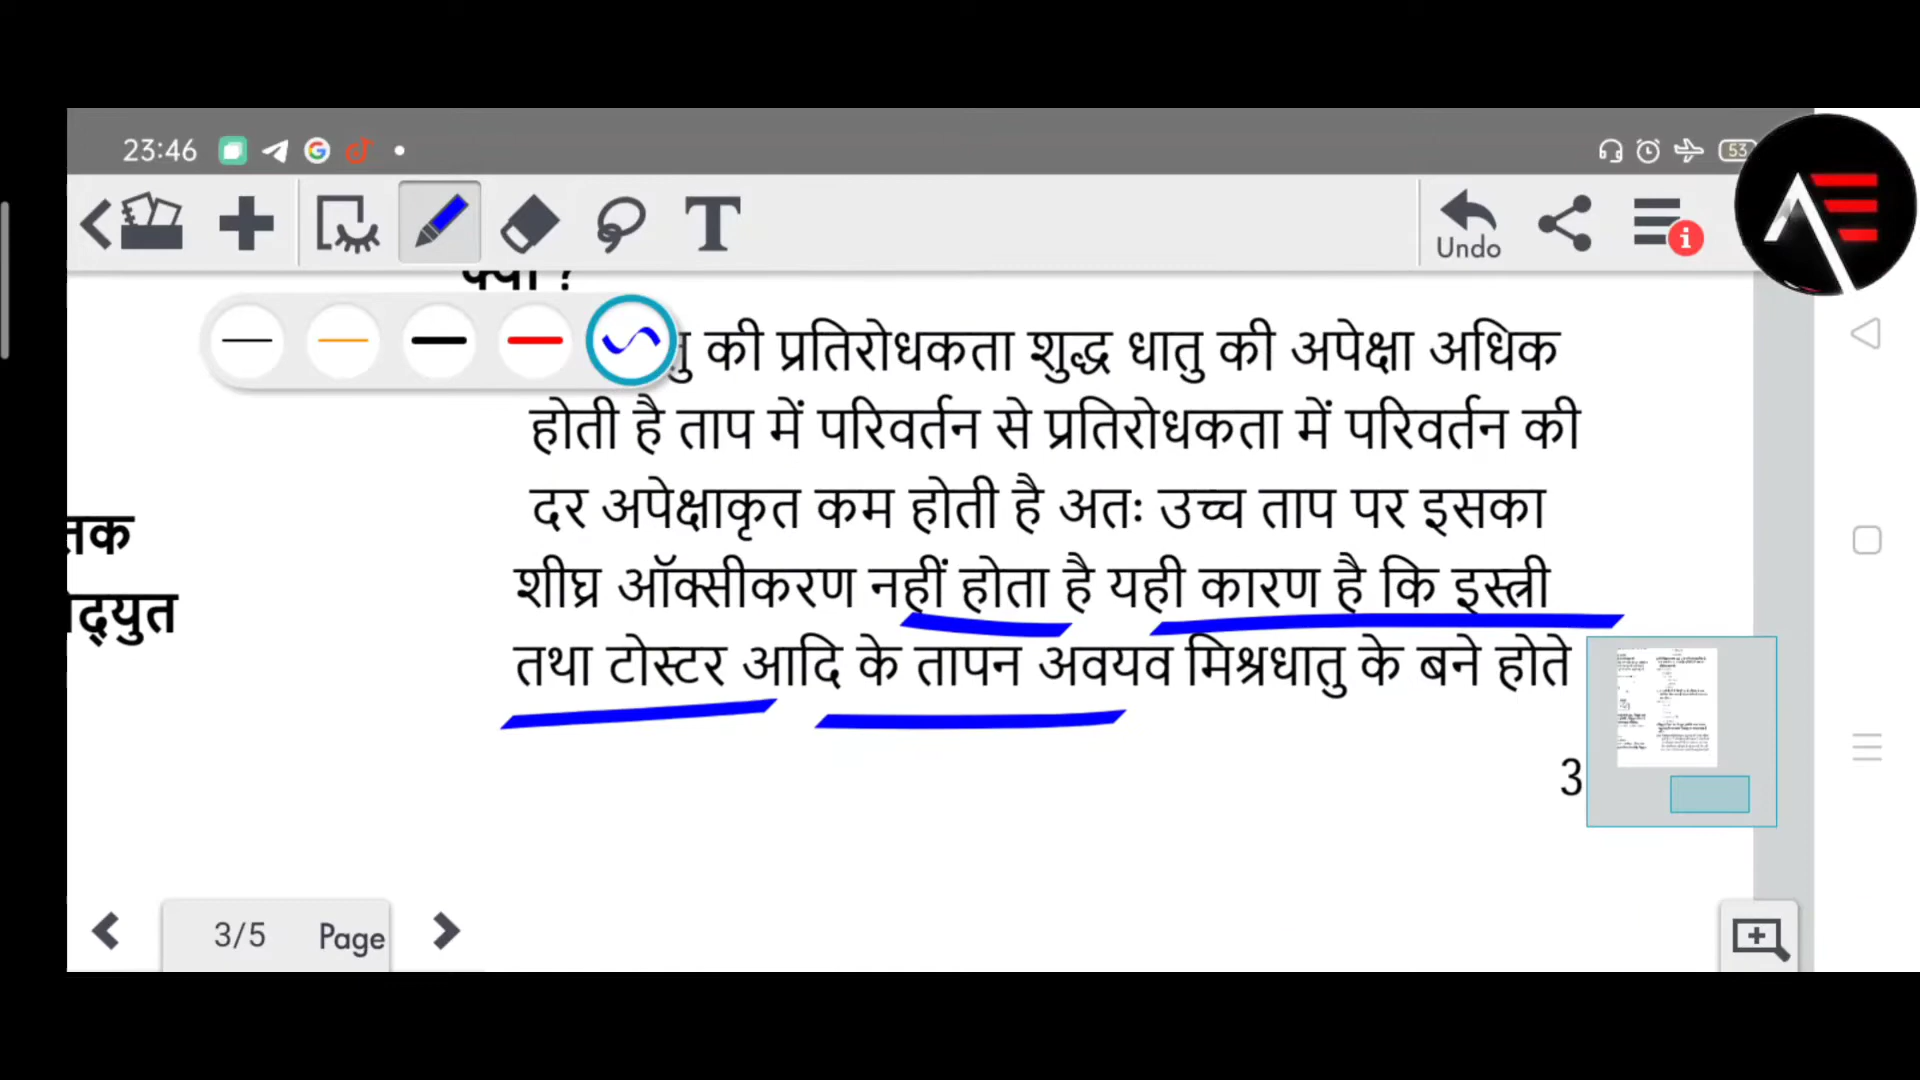 23:46
53
Undo
क्यों ?
की प्रतिरोधकता शुद्ध धातु की अपेक्षा अधिक
होती है ताप में परिवर्तन से प्रतिरोधकता में परिवर्तन की
दर अपेक्षाकृत कम होती है अतः उच्च ताप पर इसका
तक
शीघ्र ऑक्सीकरण नहीं होता है यही कारण है कि इस्त्री
द्युत
तथा टोस्टर आदि के तापन अवयव मिश्रधातु के बने होते
3
3/5 Page